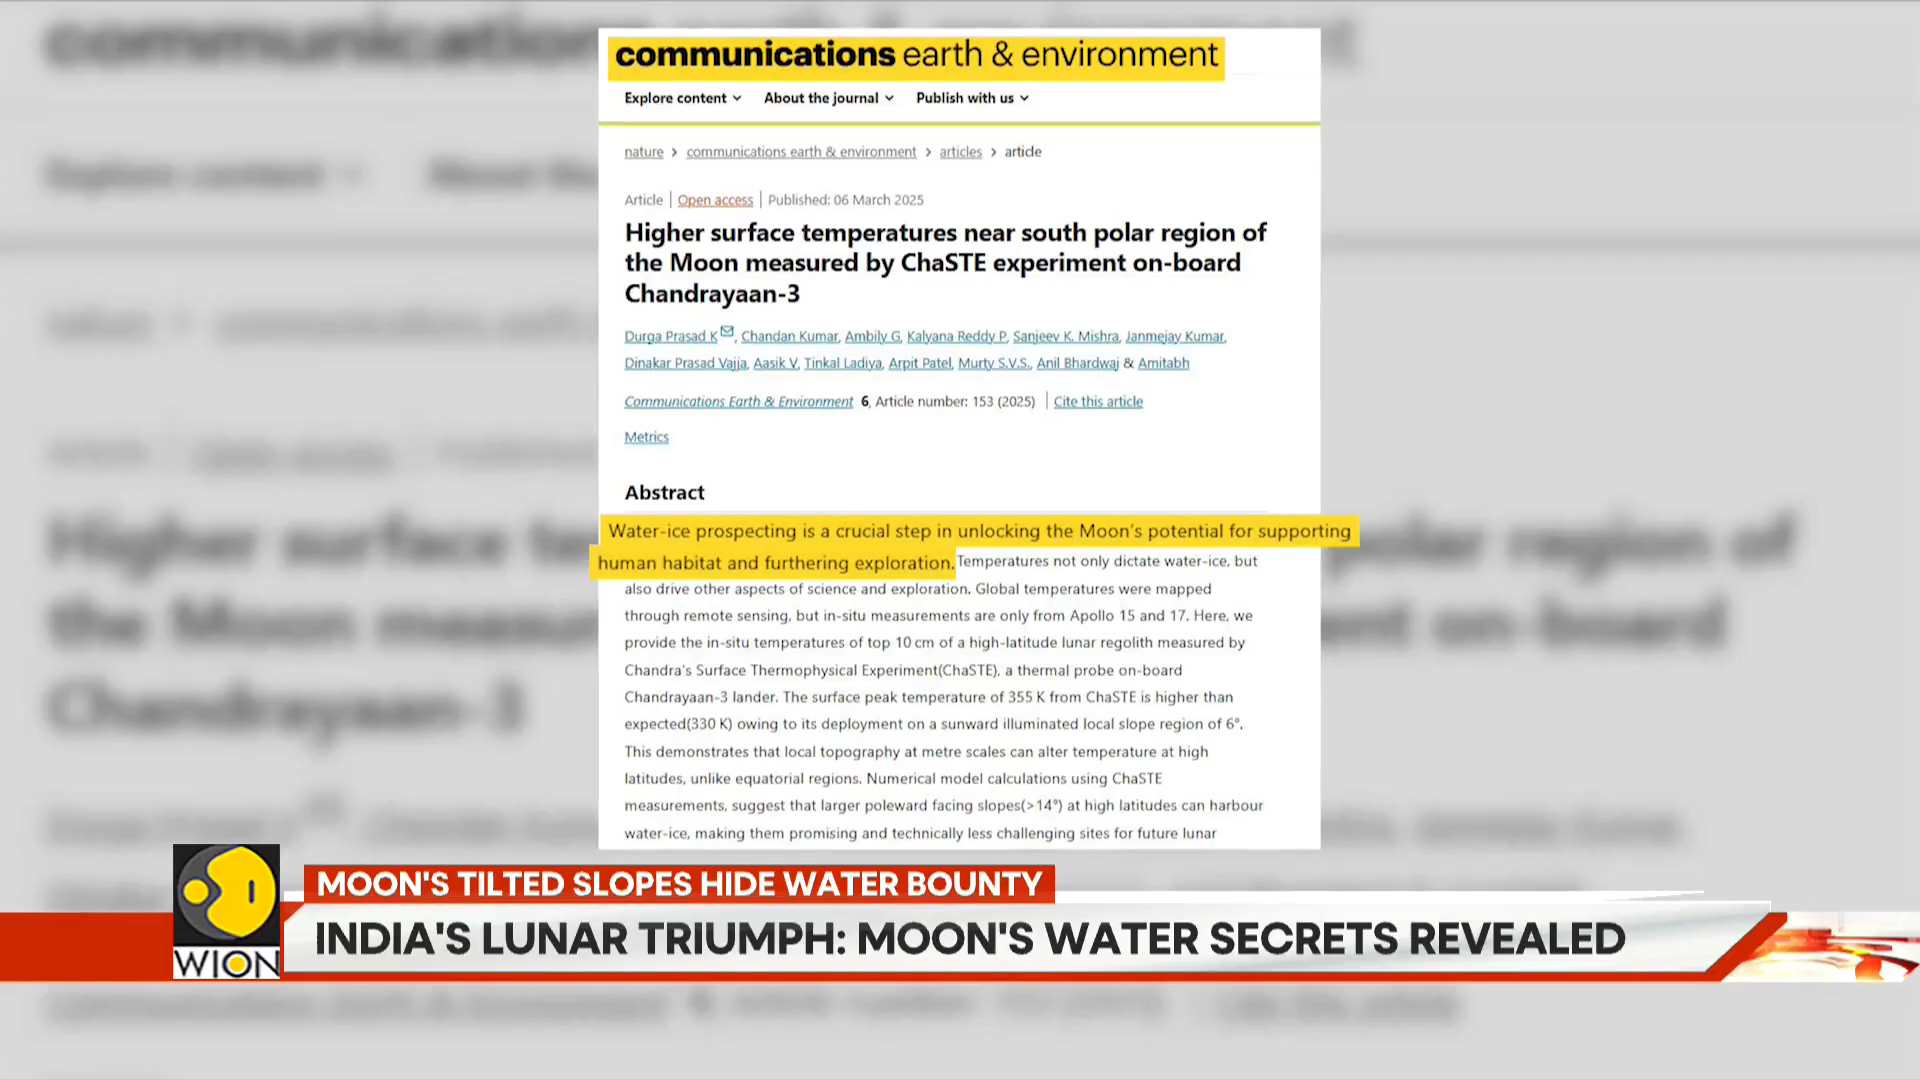 communications earth & environment
Explore content About the journal Publish with us
nature > communications earth & environment > articles > article
Article | Open access | Published: 06 March 2025
Higher surface temperatures near south polar region of
the Moon measured by ChaSTE experiment on-board
Chandrayaan-3
Durga Prasad K, Chandan Kumar, Ambily G, Kalyana Reddy P, Sanjeev K. Mishra, Janmejay Kumar,
Dinakar Prasad Vajja, Aasik V, Tinkal Ladiya, Arpit Patel, Murty S.V.S., Anil Bhardwaj & Amitabh
Communications Earth & Environment 6, Article number: 153 (2025) | Cite this article
Metrics
Abstract
Water-ice prospecting is a crucial step in unlocking the Moon's potential for supporting
human habitat and furthering exploration. Temperatures not only dictate water-ice, but
also drive other aspects of science and exploration. Global temperatures were mapped
through remote sensing, but in-situ measurements are only from Apollo 15 and 17. Here, we
provide the in-situ temperatures of top 10 cm of a high-latitude lunar regolith measured by
Chandra's Surface Thermophysical Experiment(ChaSTE), a thermal probe on-board
Chandrayaan-3 lander. The surface peak temperature of 355 K from ChaSTE is higher than
expected(330 K) owing to its deployment on a sunward illuminated local slope region of 6°.
This demonstrates that local topography at metre scales can alter temperature at high
latitudes, unlike equatorial regions. Numerical model calculations using ChaSTE
measurements, suggest that larger poleward facing slopes(>14°) at high latitudes can harbour
water-ice, making them promising and technically less challenging sites for future lunar
MOON'S TILTED SLOPES HIDE WATER BOUNTY
INDIA'S LUNAR TRIUMPH: MOON'S WATER SECRETS REVEALED
WION